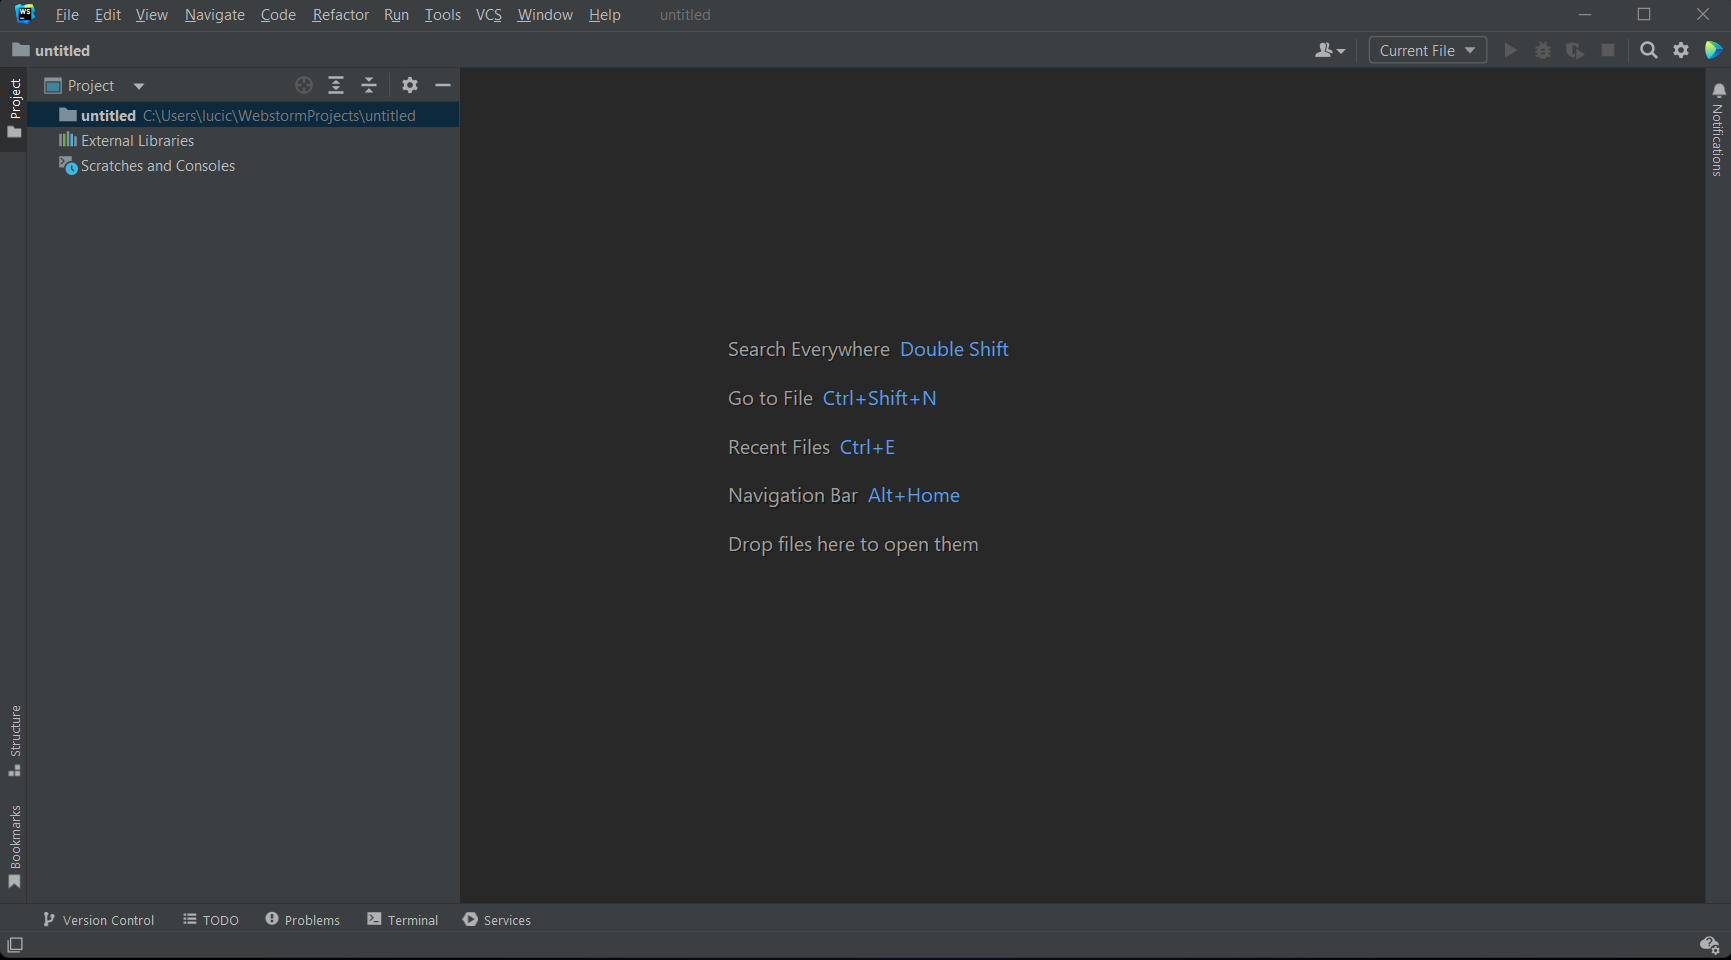 WS File Edit View Navigate Code Refactor Run Tools VCS Window Help untitled
untitled
Current File
Project
Project
untitled C:\Users\lucic\WebstormProjects\untitled
External Libraries
Scratches and Consoles
Notifications
Search Everywhere Double Shift
Go to File Ctrl+Shift+N
Recent Files Ctrl+E
Navigation Bar Alt+Home
Drop files here to open them
Structure
Bookmarks
Version Control TODO Problems Terminal Services